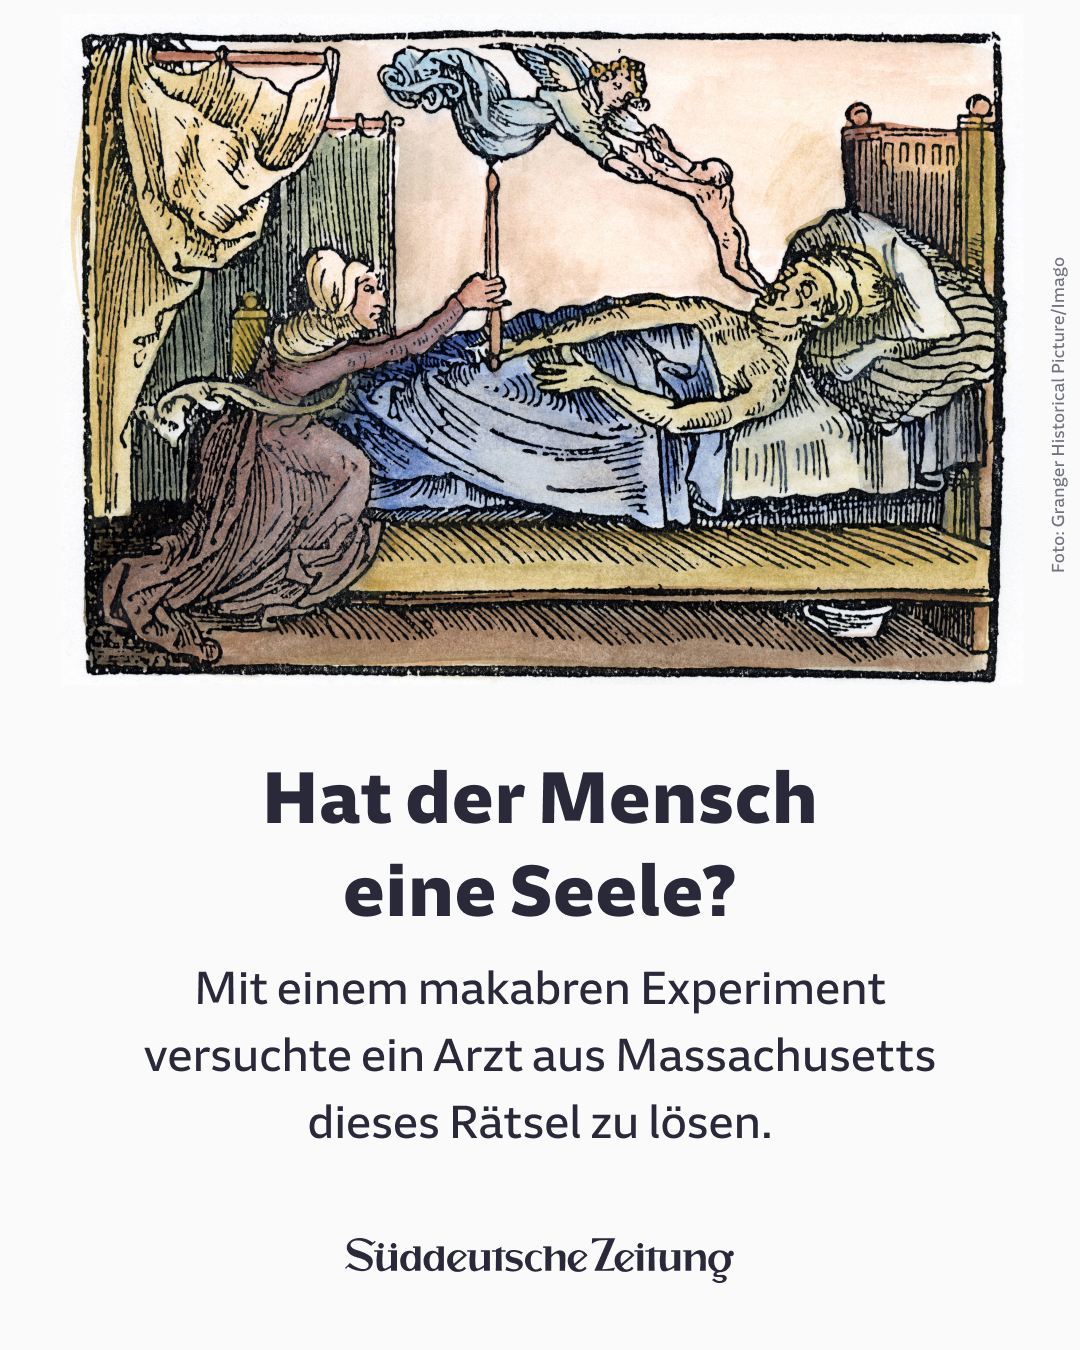 Foto: Granger Historical Picture/Imago
Hat der Mensch
eine Seele?
Mit einem makabren Experiment
versuchte ein Arzt aus Massachusetts
dieses Rätsel zu lösen.
Süddeutsche Zeitung